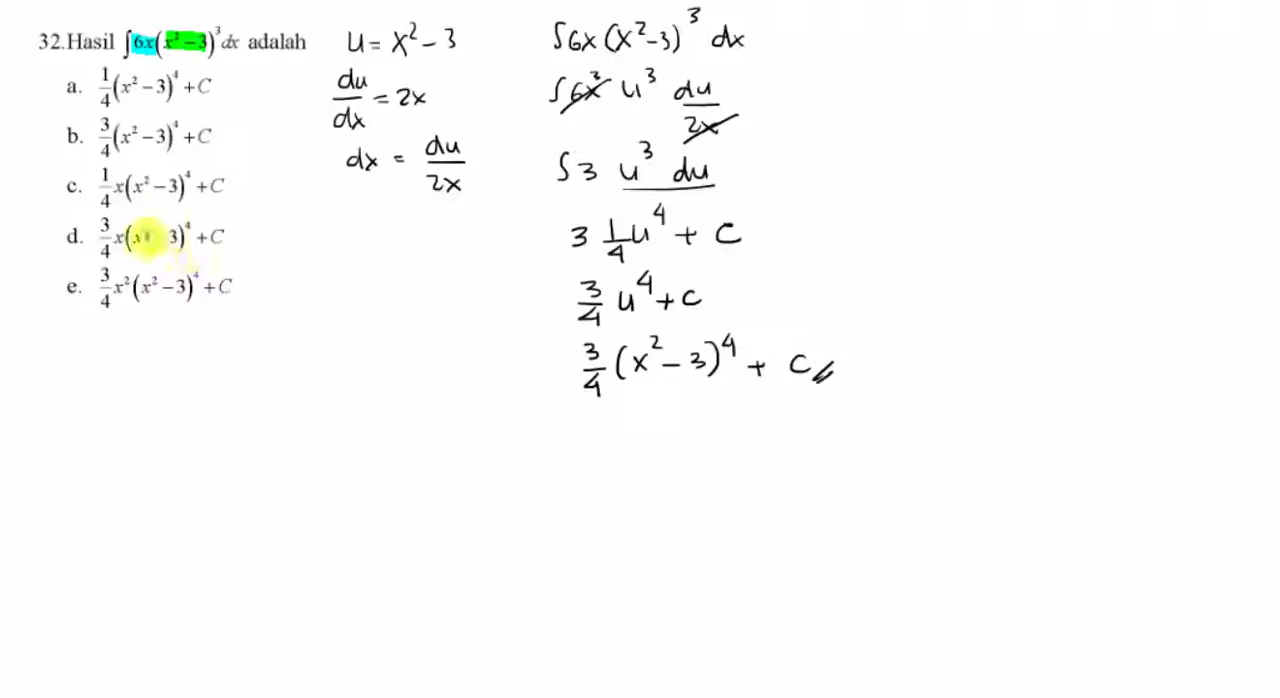 32.Hasil ∫6x(x²−3)³dx adalah
a. 1/4(x²−3)⁴+C
b. 3/4(x²−3)⁴+C
c. 1/4x(x²−3)⁴+C
d. 3/4x(x 3)⁴+C
e. 3/4x²(x²−3)⁴+C
u = x²−3
du/dx = 2x
dx = du/2x
∫6x(x²−3)³ dx
∫6x³ u³ du/2x
∫3 u³ du
3 1/4u⁴ + C
3/4 u⁴+C
3/4 (x²−3)⁴ + C